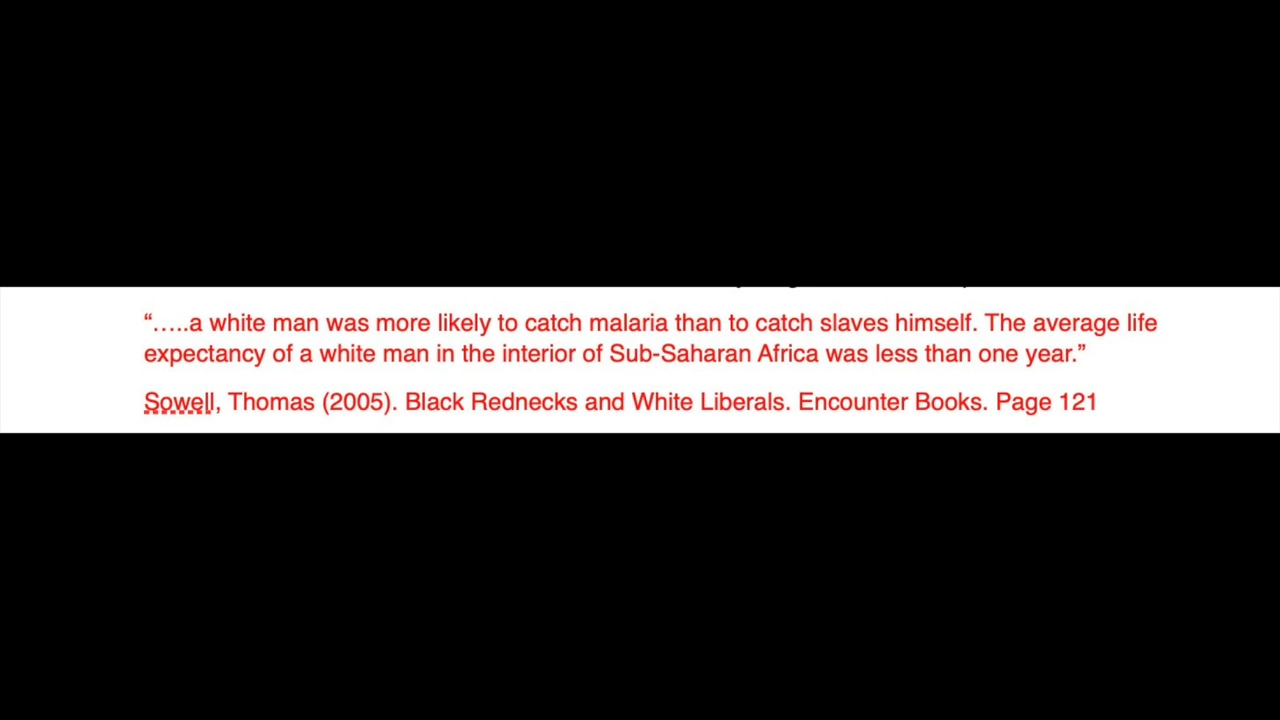 “…..a white man was more likely to catch malaria than to catch slaves himself. The average life
expectancy of a white man in the interior of Sub-Saharan Africa was less than one year.”
Sowell, Thomas (2005). Black Rednecks and White Liberals. Encounter Books. Page 121